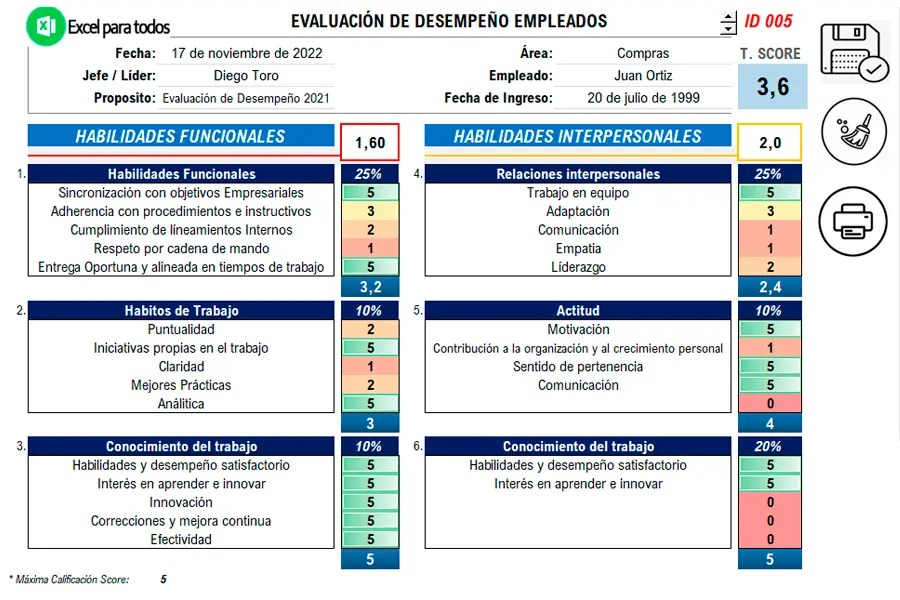 Excel para todos
EVALUACIÓN DE DESEMPEÑO EMPLEADOS
ID 005
Fecha: 17 de noviembre de 2022
Área: Compras
T. SCORE
Jefe / Líder: Diego Toro
Empleado: Juan Ortiz
3,6
Proposito: Evaluación de Desempeño 2021
Fecha de Ingreso: 20 de julio de 1999
HABILIDADES FUNCIONALES 1,60
1. Habilidades Funcionales 25%
Sincronización con objetivos Empresariales 5
Adherencia con procedimientos e instructivos 3
Cumplimiento de líneamientos Internos 2
Respeto por cadena de mando 1
Entrega Oportuna y alineada en tiempos de trabajo 5
3,2
2. Habitos de Trabajo 10%
Puntualidad 2
Iniciativas propias en el trabajo 5
Claridad 1
Mejores Prácticas 2
Análitica 5
3
3. Conocimiento del trabajo 10%
Habilidades y desempeño satisfactorio 5
Interés en aprender e innovar 5
Innovación 5
Correcciones y mejora continua 5
Efectividad 5
5
HABILIDADES INTERPERSONALES 2,0
4. Relaciones interpersonales 25%
Trabajo en equipo 5
Adaptación 3
Comunicación 1
Empatia 1
Líderazgo 2
2,4
5. Actitud 10%
Motivación 5
Contribución a la organización y al crecimiento personal 1
Sentido de pertenencia 5
Comunicación 5
0
4
6. Conocimiento del trabajo 20%
Habilidades y desempeño satisfactorio 5
Interés en aprender e innovar 5
0
0
0
5
* Máxima Calificación Score: 5